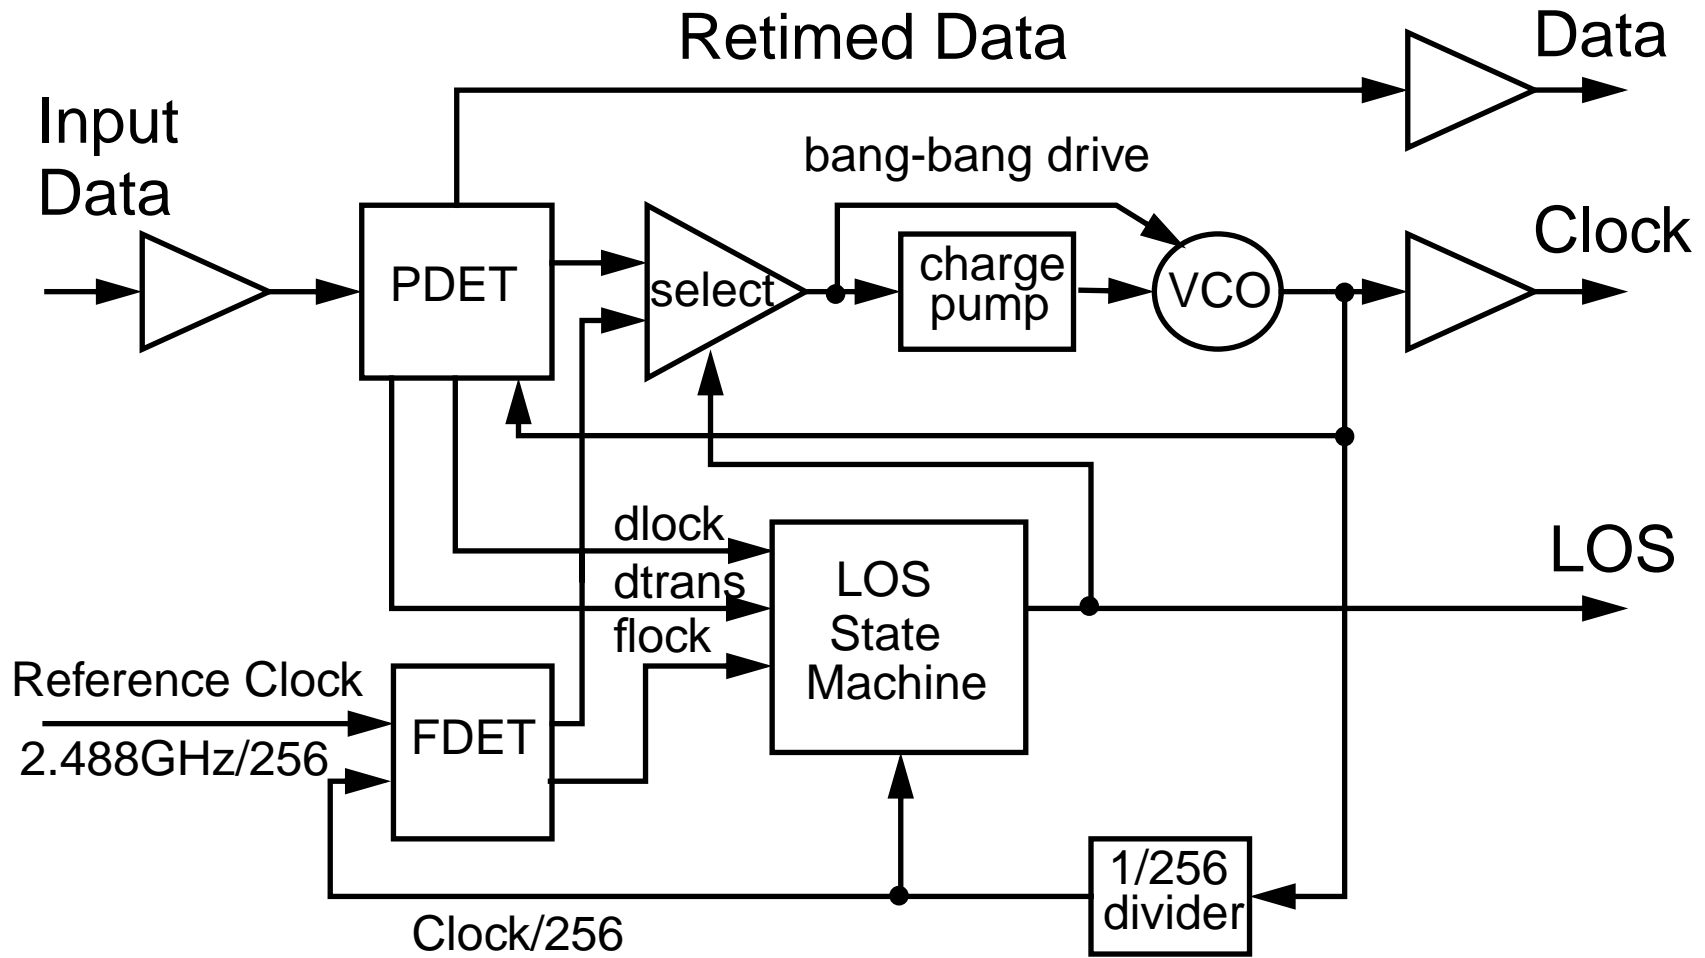 Retimed Data
Data
Input
Data
bang-bang drive
Clock
PDET
select
charge
pump
VCO
dlock
dtrans
flock
LOS
State
Machine
LOS
Reference Clock
2.488GHz/256
FDET
1/256
divider
Clock/256